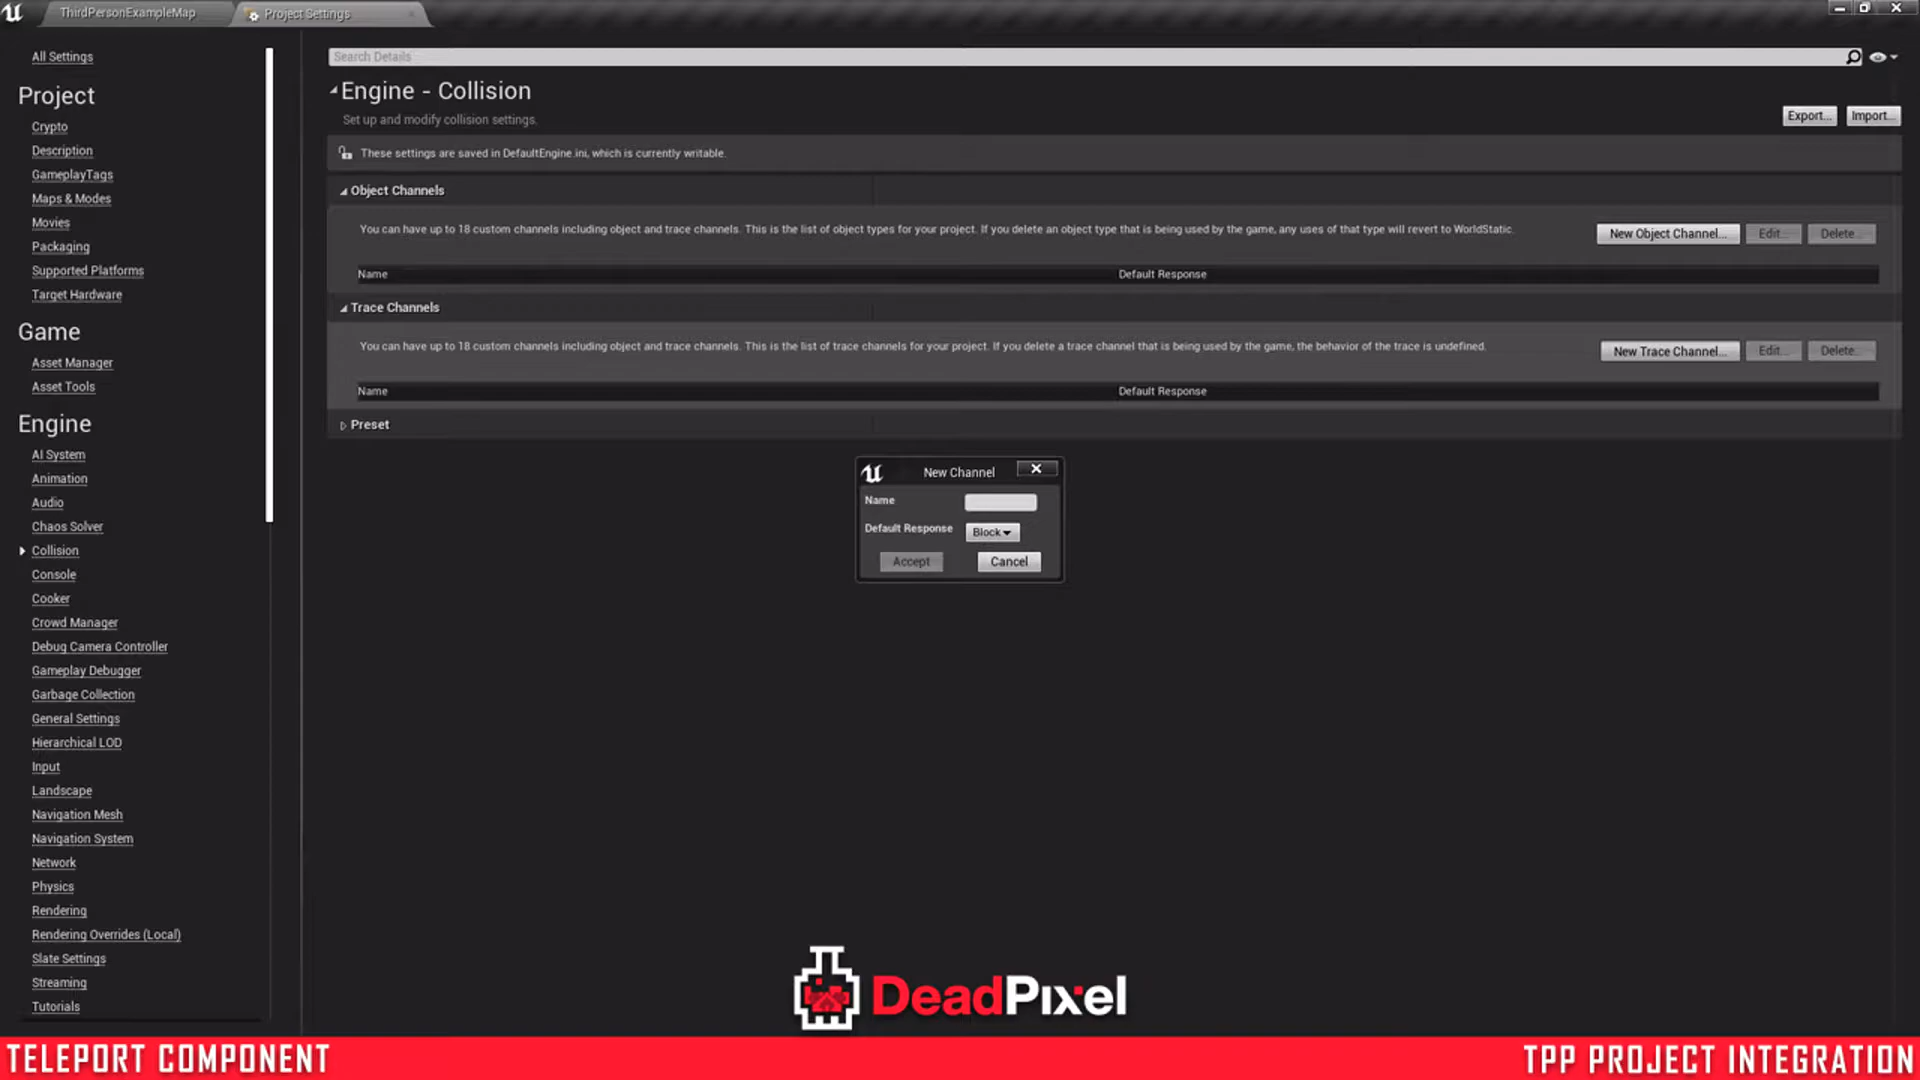 ThirdPersonExampleMap
Project Settings
All Settings
Project
Crypto
Description
GameplayTags
Maps & Modes
Movies
Packaging
Supported Platforms
Target Hardware
Game
Asset Manager
Asset Tools
Engine
AI System
Animation
Audio
Chaos Solver
Collision
Console
Cooker
Crowd Manager
Debug Camera Controller
Gameplay Debugger
Garbage Collection
General Settings
Hierarchical LOD
Input
Landscape
Navigation Mesh
Navigation System
Network
Physics
Rendering
Rendering Overrides (Local)
Slate Settings
Streaming
Tutorials
Search Details
Engine - Collision
Set up and modify collision settings.
Export... Import...
These settings are saved in DefaultEngine.ini, which is currently writable.
Object Channels
You can have up to 18 custom channels including object and trace channels. This is the list of object types for your project. If you delete an object type that is being used by the game, any uses of that type will revert to WorldStatic.
New Object Channel... Edit... Delete...
Name Default Response
Trace Channels
You can have up to 18 custom channels including object and trace channels. This is the list of trace channels for your project. If you delete a trace channel that is being used by the game, the behavior of the trace is undefined.
New Trace Channel... Edit... Delete...
Name Default Response
Preset
New Channel
Name
Default Response Block
Accept Cancel
DeadPixel
TELEPORT COMPONENT
TPP PROJECT INTEGRATION